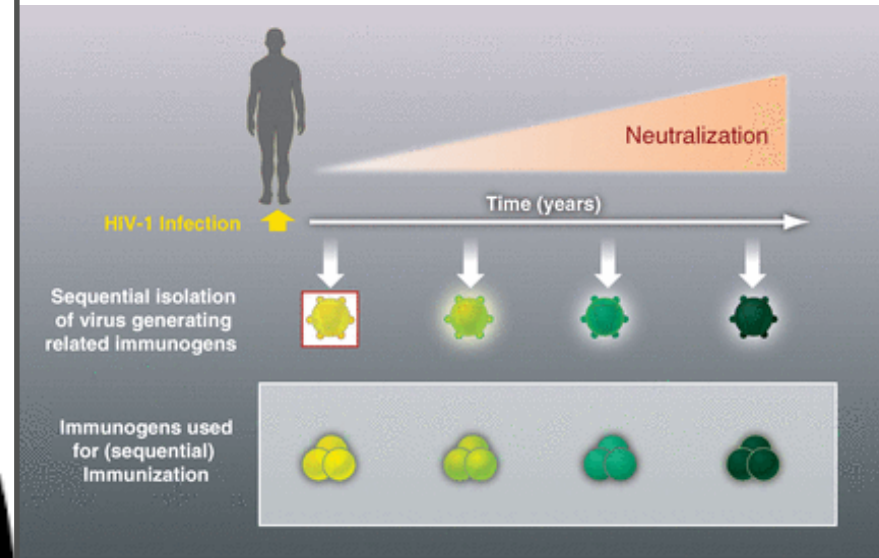 Neutralization
Time (years)
HIV-1 Infection
Sequential isolation
of virus generating
related immunogens
Immunogens used
for (sequential)
Immunization